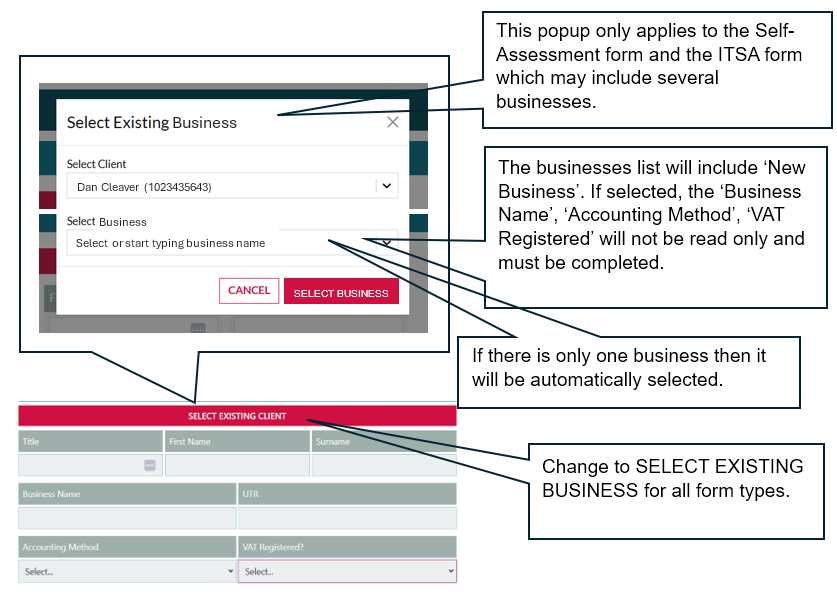 This popup only applies to the Self-
Assessment form and the ITSA form
which may include several
businesses.
Select Existing Business
Select Client
Dan Cleaver (1023435643)
Select Business
Select or start typing business name
CANCEL
SELECT BUSINESS
The businesses list will include ‘New
Business’. If selected, the ‘Business
Name’, ‘Accounting Method’, ‘VAT
Registered’ will not be read only and
must be completed.
If there is only one business then it
will be automatically selected.
SELECT EXISTING CLIENT
Title
First Name
Surname
Business Name
UTR
Accounting Method
VAT Registered?
Select...
Select...
Change to SELECT EXISTING
BUSINESS for all form types.